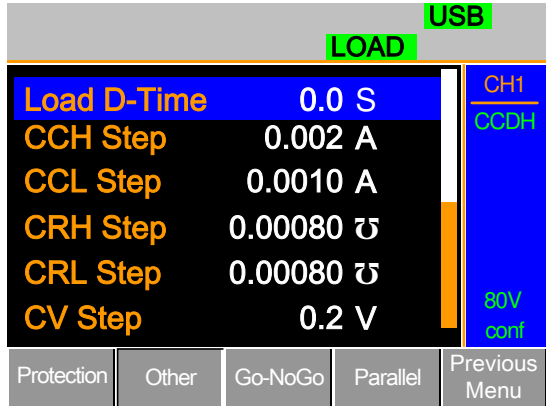 USB
LOAD
Load D-Time 0.0 S
CCH Step 0.002 A
CCL Step 0.0010 A
CRH Step 0.00080 ℧
CRL Step 0.00080 ℧
CV Step 0.2 V
CH1
CCDH
80V
conf
Protection Other Go-NoGo Parallel Previous
Menu